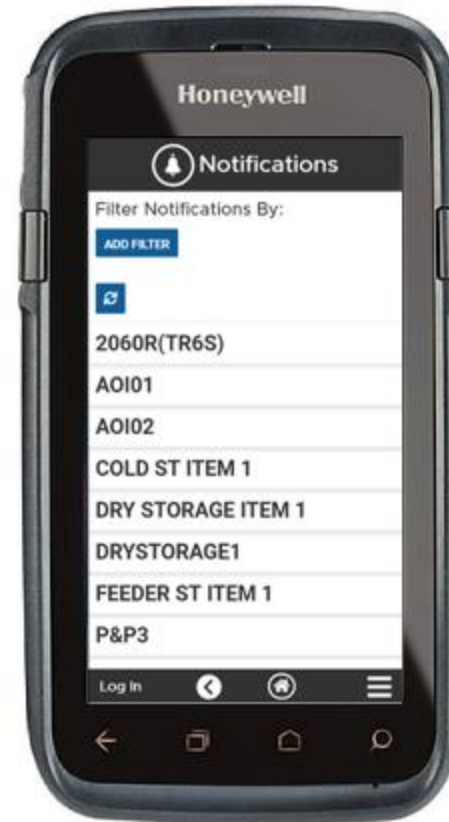 Honeywell
Notifications
Filter Notifications By:
ADD FILTER
2060R(TR6S)
AOI01
AOI02
COLD ST ITEM 1
DRY STORAGE ITEM 1
DRYSTORAGE1
FEEDER ST ITEM 1
P&P3
Log In